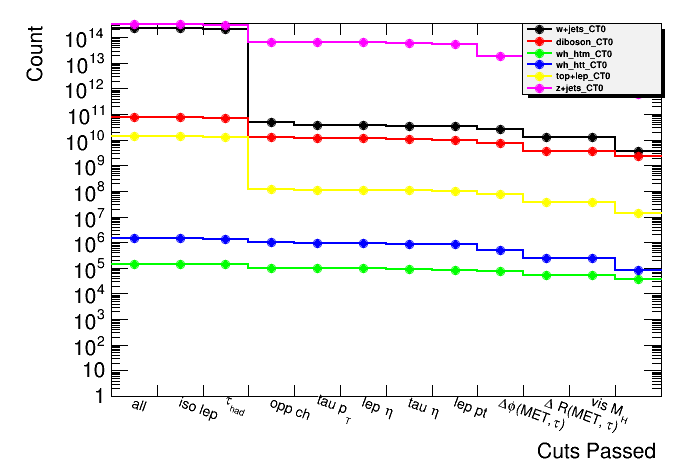 Count
10^14
10^13
10^12
10^11
10^10
10^9
10^8
10^7
10^6
10^5
10^4
10^3
10^2
10
1
w+jets_CT0
diboson_CT0
wh_htm_CT0
wh_htt_CT0
top+lep_CT0
z+jets_CT0
all
iso lep
τ_had
opp ch
tau p_T
lep η
tau η
lep pt
Δφ(MET,τ)
Δ R(MET, τ)
vis M_H
Cuts Passed